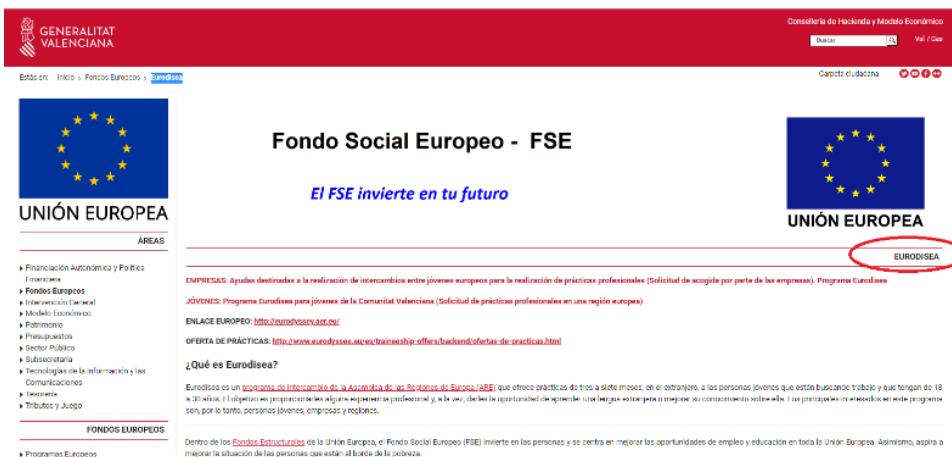 GENERALITAT
VALENCIANA
Conselleria de Hacienda y Modelo Económico
Buscar
Val / Cas
Estás en: Inicio > Fondos Europeos > Eurodisea
Carpeta ciudadana
UNIÓN EUROPEA
Fondo Social Europeo - FSE
El FSE invierte en tu futuro
UNIÓN EUROPEA
ÁREAS
Financiación Autonómica y Política
Financiera
Fondos Europeos
Intervención General
Modelo Económico
Patrimonio
Presupuestos
Sector Público
Subsecretaría
Tecnologías de la Información y las
Comunicaciones
Tesorería
Tributos y Juego
FONDOS EUROPEOS
Programas Europeos
EURODISEA
EMPRESAS: Ayudas destinadas a la realización de intercambios entre jóvenes europeos para la realización de prácticas profesionales (Solicitud de acogida por parte de las empresas). Programa Eurodisea
JÓVENES: Programa Eurodisea para jóvenes de la Comunitat Valenciana (Solicitud de prácticas profesionales en una región europea)
ENLACE EUROPEO: http://eurodyssey.aer.eu/
OFERTA DE PRÁCTICAS: http://www.eurodyssee.eu/es/traineeship-offers/backend/ofertas-de-practicas.html
¿Qué es Eurodisea?
Eurodisea es un programa de intercambio de la Asamblea de las Regiones de Europa (ARE) que ofrece prácticas de tres a siete meses, en el extranjero, a las personas jóvenes que están buscando trabajo y que tengan de 18
a 30 años. El objetivo es proporcionarles alguna experiencia profesional y, a la vez, darles la oportunidad de aprender una lengua extranjera o mejorar su conocimiento sobre ella. Los principales interesados en este programa
son, por lo tanto, personas jóvenes, empresas y regiones.
Dentro de los Fondos Estructurales de la Unión Europea, el Fondo Social Europeo (FSE) invierte en las personas y se centra en mejorar las oportunidades de empleo y educación en toda la Unión Europea. Asimismo, aspira a
mejorar la situación de las personas que están al borde de la pobreza.